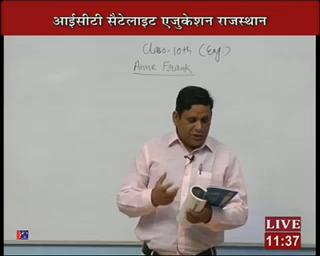 आईसीटी सैटेलाइट एजुकेशन राजस्थान
Class-10th (Eng.)
Anne Frank
LIVE
11:37